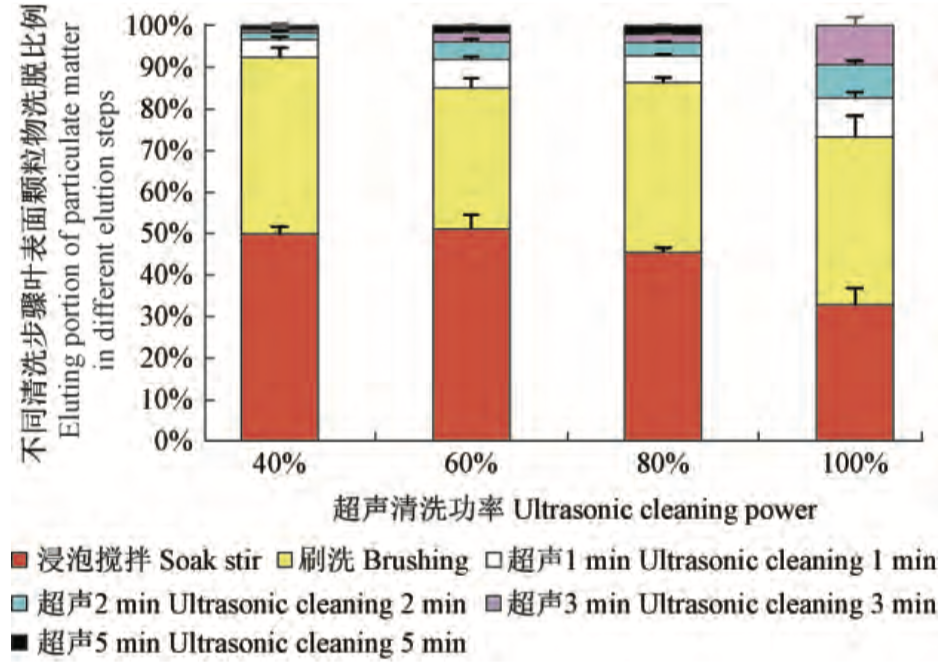 不同清洗步骤叶表面颗粒物洗脱比例
Eluting portion of particulate matter
in different elution steps
100%
90%
80%
70%
60%
50%
40%
30%
20%
10%
0%
40% 60% 80% 100%
超声清洗功率 Ultrasonic cleaning power
浸泡搅拌 Soak stir 刷洗 Brushing 超声1 min Ultrasonic cleaning 1 min
超声2 min Ultrasonic cleaning 2 min 超声3 min Ultrasonic cleaning 3 min
超声5 min Ultrasonic cleaning 5 min